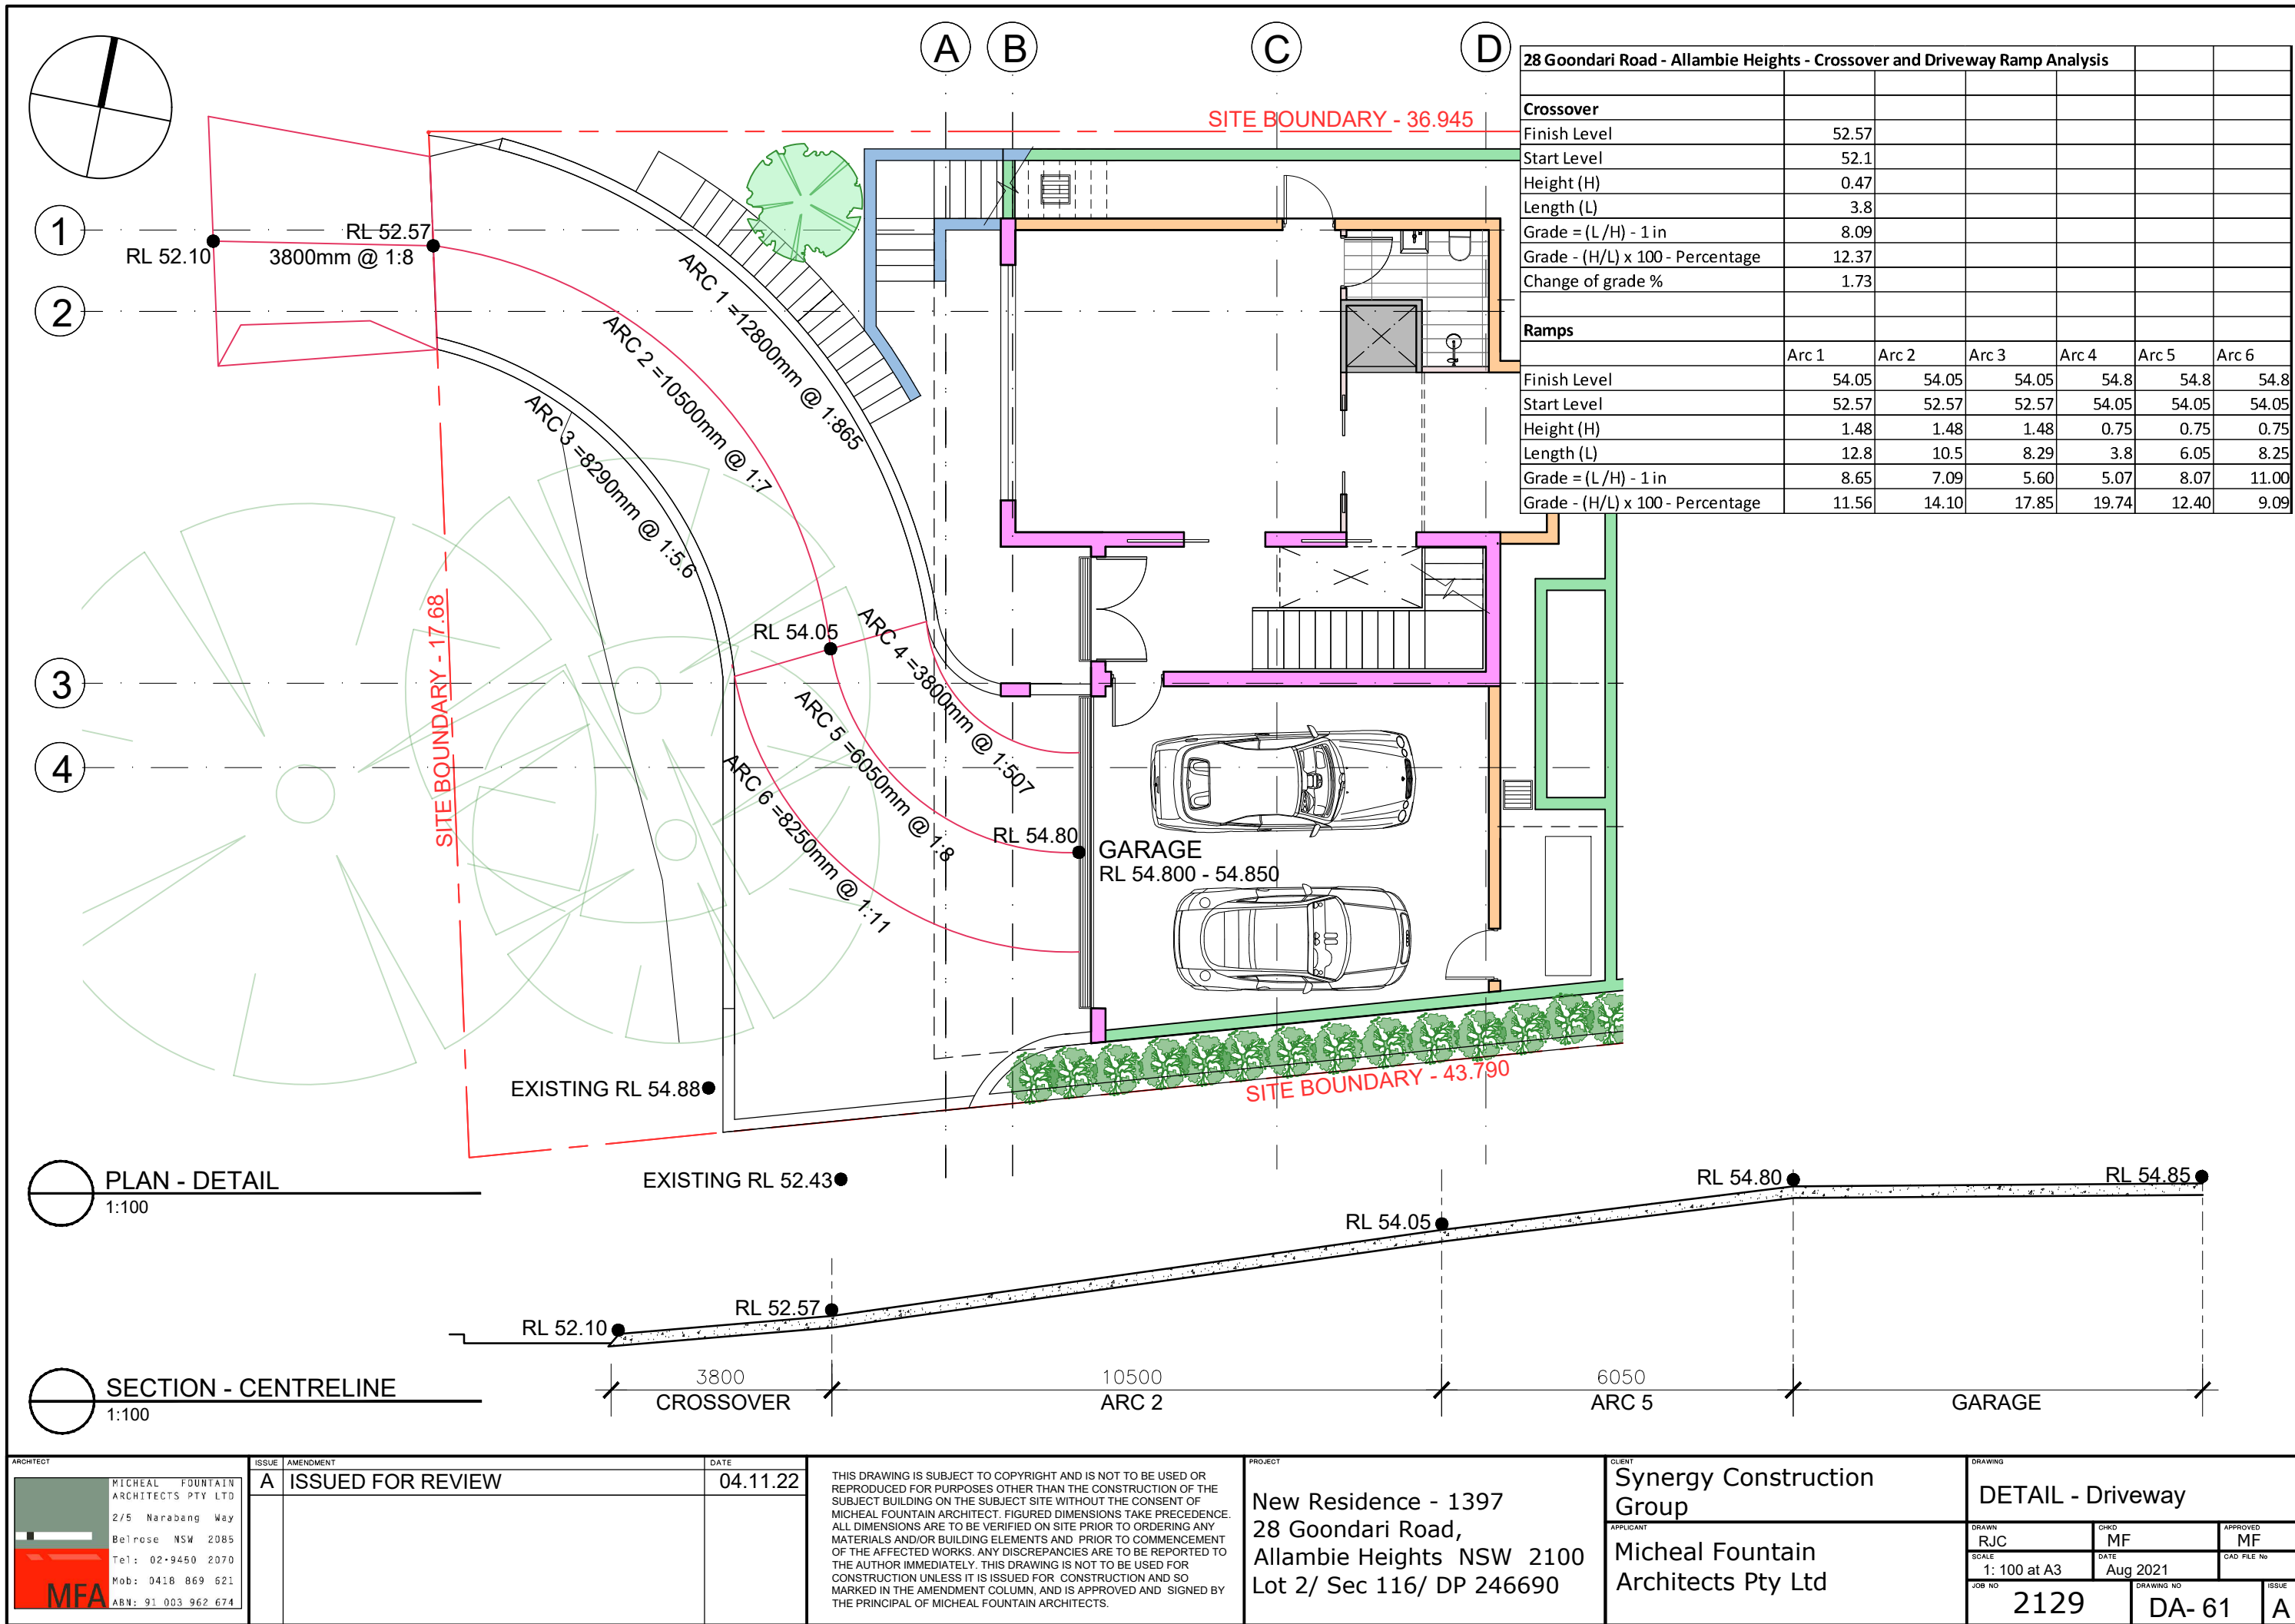 A B C D
28 Goondari Road - Allambie Heights - Crossover and Driveway Ramp Analysis
Crossover
Finish Level 52.57
Start Level 52.1
Height (H) 0.47
Length (L) 3.8
Grade = (L /H) - 1 in 8.09
Grade - (H/L) x 100 - Percentage 12.37
Change of grade % 1.73
Ramps
Arc 1 Arc 2 Arc 3 Arc 4 Arc 5 Arc 6
Finish Level 54.05 54.05 54.05 54.8 54.8 54.8
Start Level 52.57 52.57 52.57 54.05 54.05 54.05
Height (H) 1.48 1.48 1.48 0.75 0.75 0.75
Length (L) 12.8 10.5 8.29 3.8 6.05 8.25
Grade = (L /H) - 1 in 8.65 7.09 5.60 5.07 8.07 11.00
Grade - (H/L) x 100 - Percentage 11.56 14.10 17.85 19.74 12.40 9.09
SITE BOUNDARY - 36.945
1
2
3
4
RL 52.10
RL 52.57
3800mm @ 1:8
ARC 1 =12800mm @ 1:865
ARC 2 =10500mm @ 1:7
ARC 3 =8290mm @ 1:5.6
SITE BOUNDARY - 17.68
RL 54.05
ARC 4 =3800mm @ 1:507
ARC 5 =6050mm @ 1:8
ARC 6 =8250mm @ 1:11
RL 54.80
GARAGE
RL 54.800 - 54.850
EXISTING RL 54.88
SITE BOUNDARY - 43.790
PLAN - DETAIL
1:100
EXISTING RL 52.43
RL 54.80
RL 54.85
RL 54.05
RL 52.57
RL 52.10
3800
CROSSOVER
10500
ARC 2
6050
ARC 5
GARAGE
SECTION - CENTRELINE
1:100
ARCHITECT
MICHEAL FOUNTAIN
ARCHITECTS PTY LTD
2/5 Narabang Way
Belrose NSW 2085
Tel: 02-9450 2070
Mob: 0418 869 621
ABN: 91 003 962 674
MFA
ISSUE AMENDMENT DATE
A ISSUED FOR REVIEW 04.11.22
THIS DRAWING IS SUBJECT TO COPYRIGHT AND IS NOT TO BE USED OR
REPRODUCED FOR PURPOSES OTHER THAN THE CONSTRUCTION OF THE
SUBJECT BUILDING ON THE SUBJECT SITE WITHOUT THE CONSENT OF
MICHEAL FOUNTAIN ARCHITECT. FIGURED DIMENSIONS TAKE PRECEDENCE.
ALL DIMENSIONS ARE TO BE VERIFIED ON SITE PRIOR TO ORDERING ANY
MATERIALS AND/OR BUILDING ELEMENTS AND PRIOR TO COMMENCEMENT
OF THE AFFECTED WORKS. ANY DISCREPANCIES ARE TO BE REPORTED TO
THE AUTHOR IMMEDIATELY. THIS DRAWING IS NOT TO BE USED FOR
CONSTRUCTION UNLESS IT IS ISSUED FOR CONSTRUCTION AND SO
MARKED IN THE AMENDMENT COLUMN, AND IS APPROVED AND SIGNED BY
THE PRINCIPAL OF MICHEAL FOUNTAIN ARCHITECTS.
PROJECT
New Residence - 1397
28 Goondari Road,
Allambie Heights NSW 2100
Lot 2/ Sec 116/ DP 246690
CLIENT
Synergy Construction
Group
APPLICANT
Micheal Fountain
Architects Pty Ltd
DRAWING
DETAIL - Driveway
DRAWN CHKD APPROVED
RJC MF MF
SCALE DATE CAD FILE No
1: 100 at A3 Aug 2021
JOB NO DRAWING NO ISSUE
2129 DA- 61 A